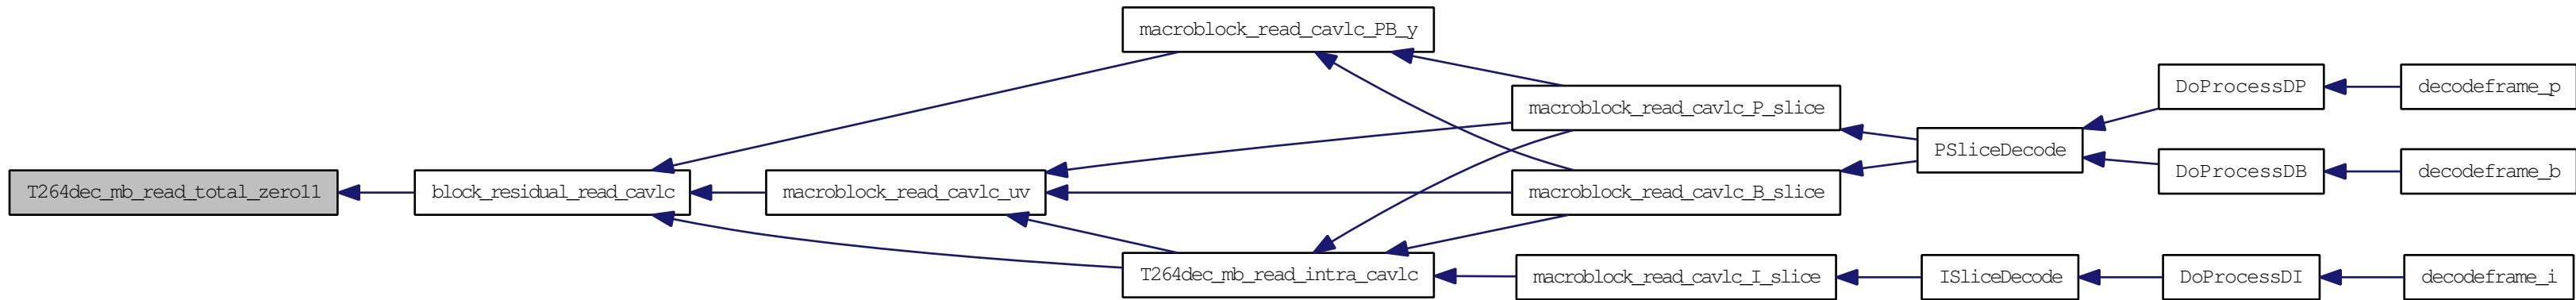 macroblock_read_cavlc_PB_y
DoProcessDP
decodeframe_p
macroblock_read_cavlc_P_slice
PSliceDecode
DoProcessDB
decodeframe_b
T264dec_mb_read_total_zero11
block_residual_read_cavlc
macroblock_read_cavlc_uv
macroblock_read_cavlc_B_slice
T264dec_mb_read_intra_cavlc
macroblock_read_cavlc_I_slice
ISliceDecode
DoProcessDI
decodeframe_i